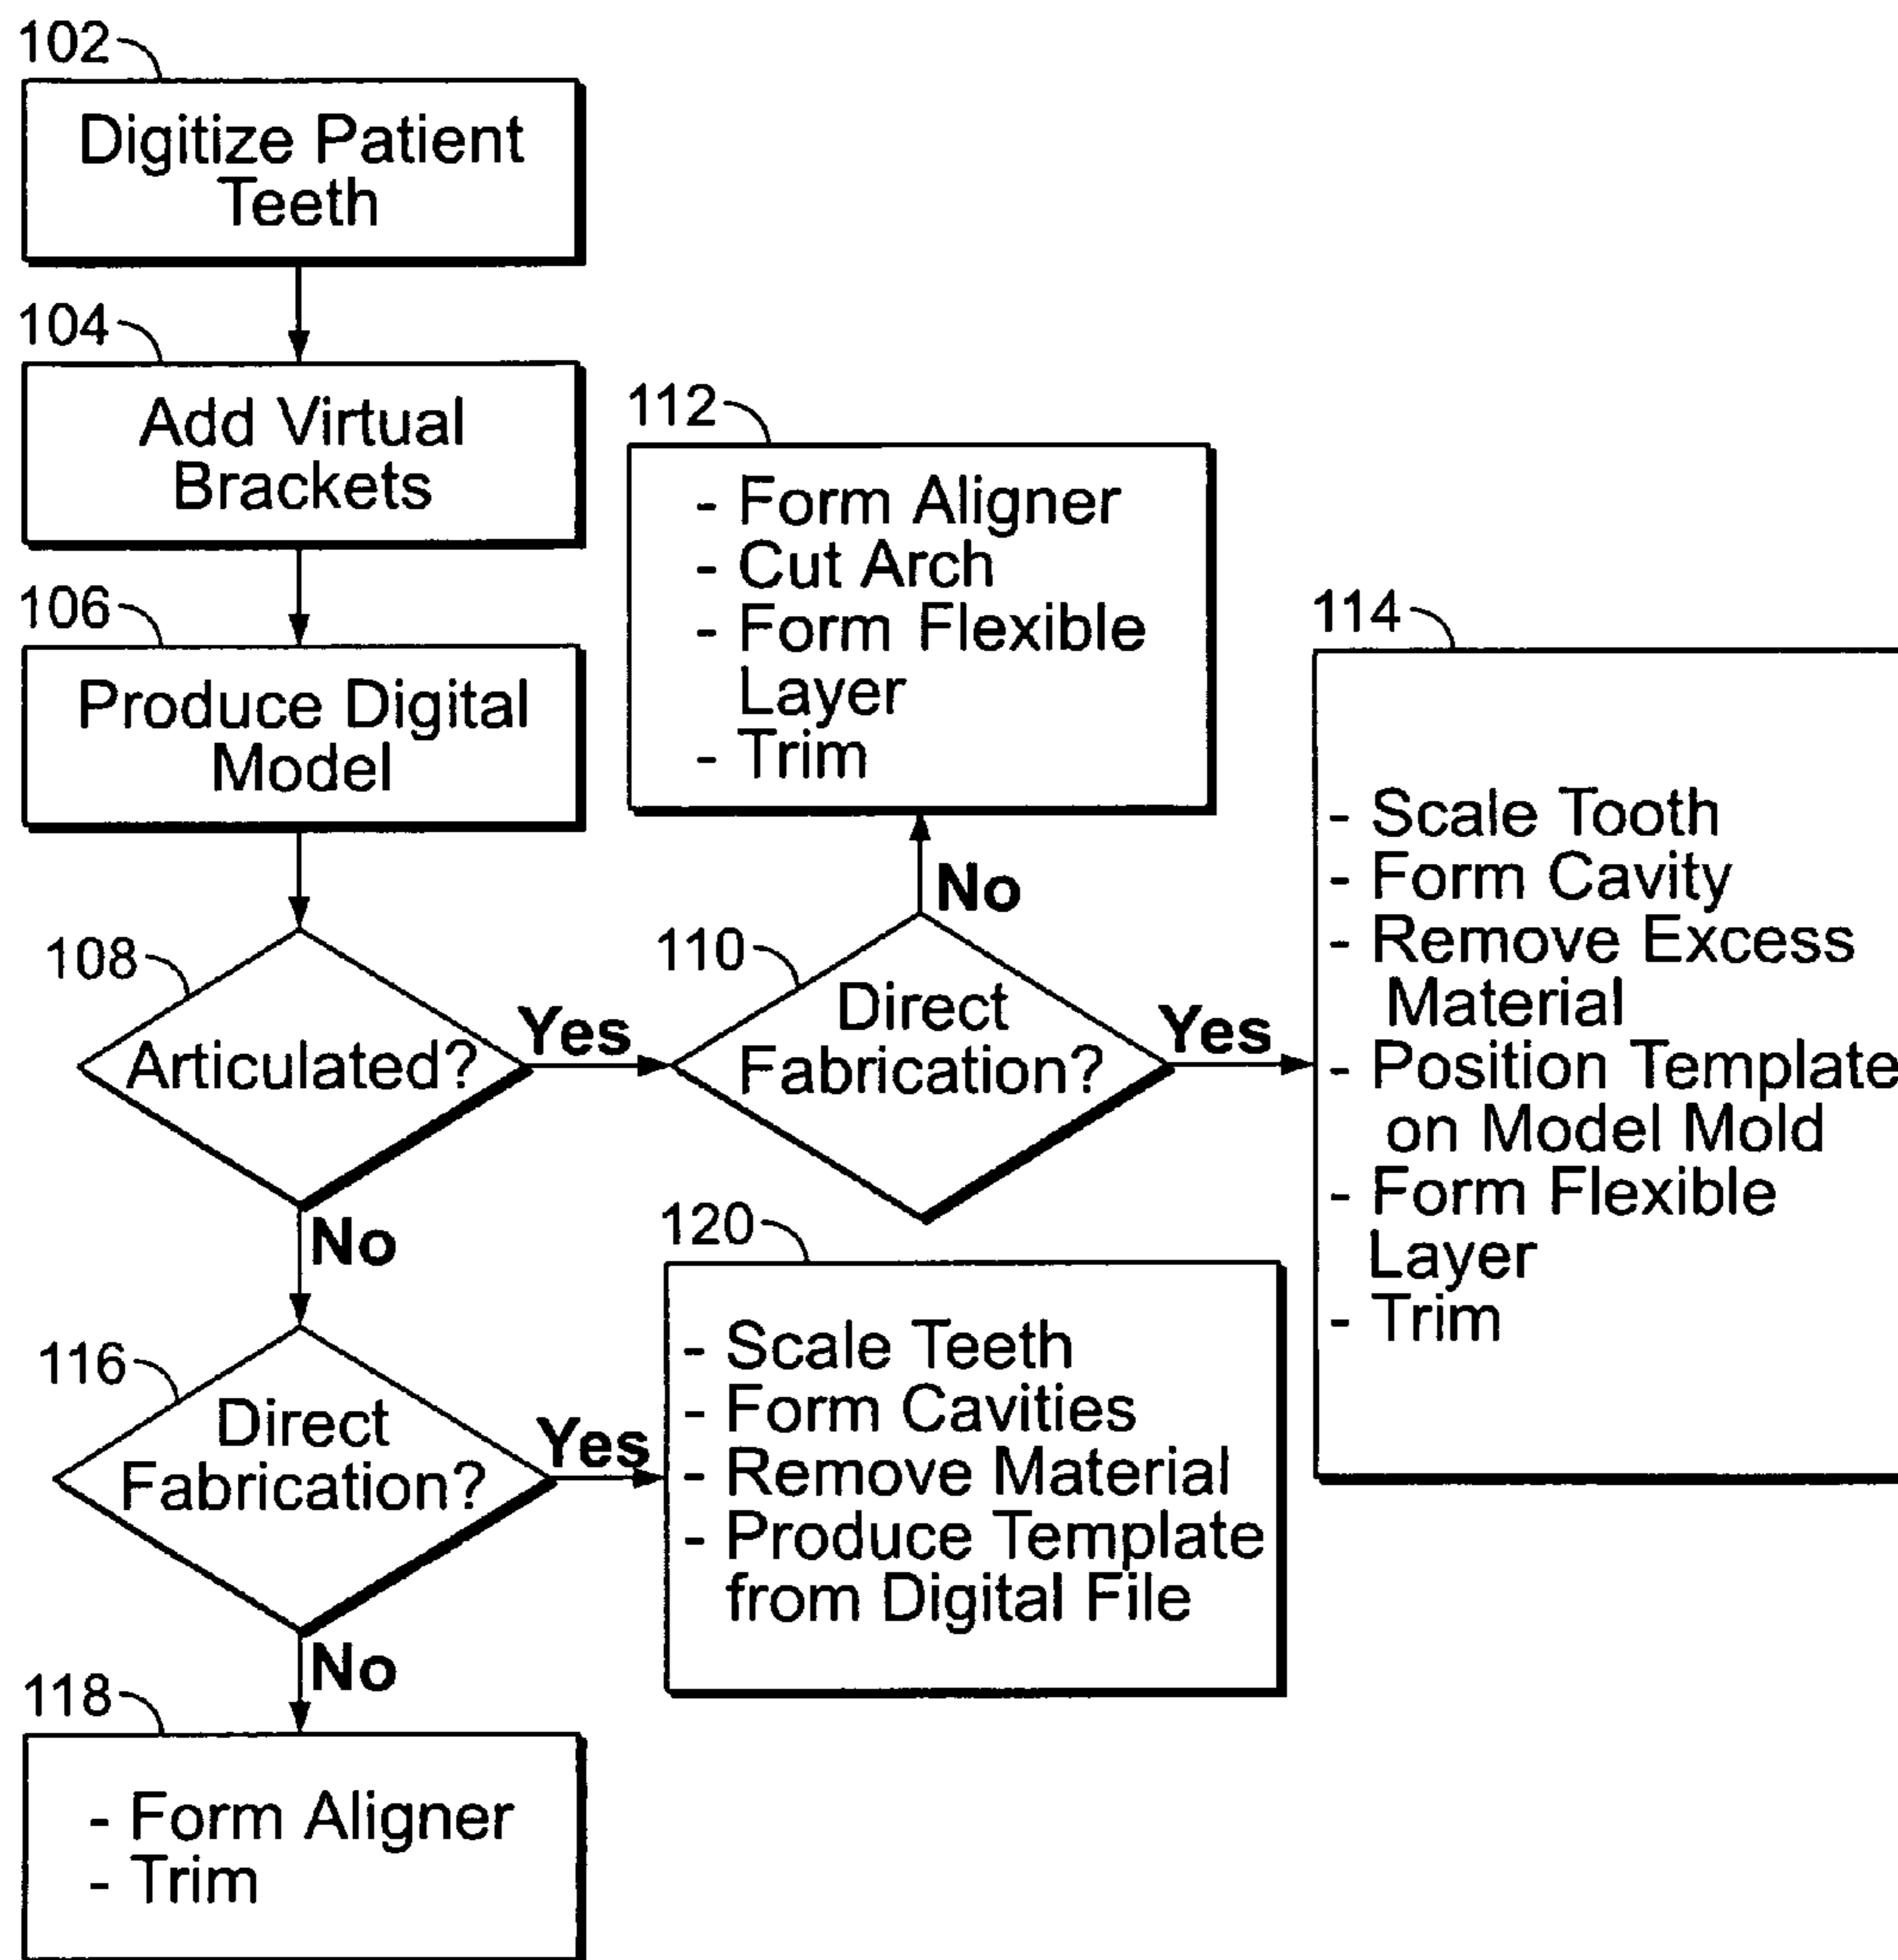 102
Digitize Patient
Teeth
104
Add Virtual
Brackets
106
Produce Digital
Model
108
Articulated?
Yes
No
110
Direct
Fabrication?
No
Yes
112
- Form Aligner
- Cut Arch
- Form Flexible
Layer
- Trim
114
- Scale Tooth
- Form Cavity
- Remove Excess
Material
- Position Template
on Model Mold
- Form Flexible
Layer
- Trim
116
Direct
Fabrication?
Yes
No
120
- Scale Teeth
- Form Cavities
- Remove Material
- Produce Template
from Digital File
118
- Form Aligner
- Trim